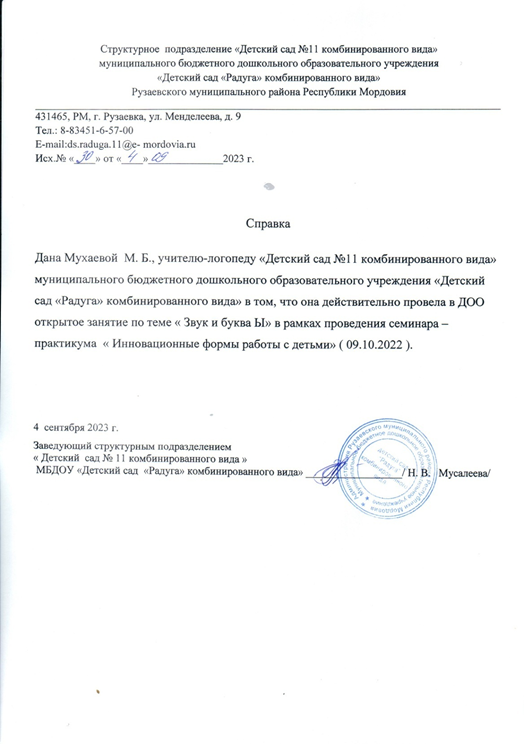 Структурное подразделение «Детский сад №11 комбинированного вида»
муниципального бюджетного дошкольного образовательного учреждения
«Детский сад «Радуга» комбинированного вида»
Рузаевского муниципального района Республики Мордовия
431465, РМ, г. Рузаевка, ул. Менделеева, д. 9
Тел.: 8-83451-6-57-00
E-mail:ds.raduga.11@e- mordovia.ru
Исх.№ «30» от «4» 09 2023 г.
Справка
Дана Мухаевой М. Б., учителю-логопеду «Детский сад №11 комбинированного вида»
муниципального бюджетного дошкольного образовательного учреждения «Детский
сад «Радуга» комбинированного вида» в том, что она действительно провела в ДОО
открытое занятие по теме « Звук и буква Ы» в рамках проведения семинара –
практикума « Инновационные формы работы с детьми» ( 09.10.2022 ).
4 сентября 2023 г.
Заведующий структурным подразделением
« Детский сад № 11 комбинированного вида »
МБДОУ «Детский сад «Радуга» комбинированного вида» / Н. В. Мусалеева/